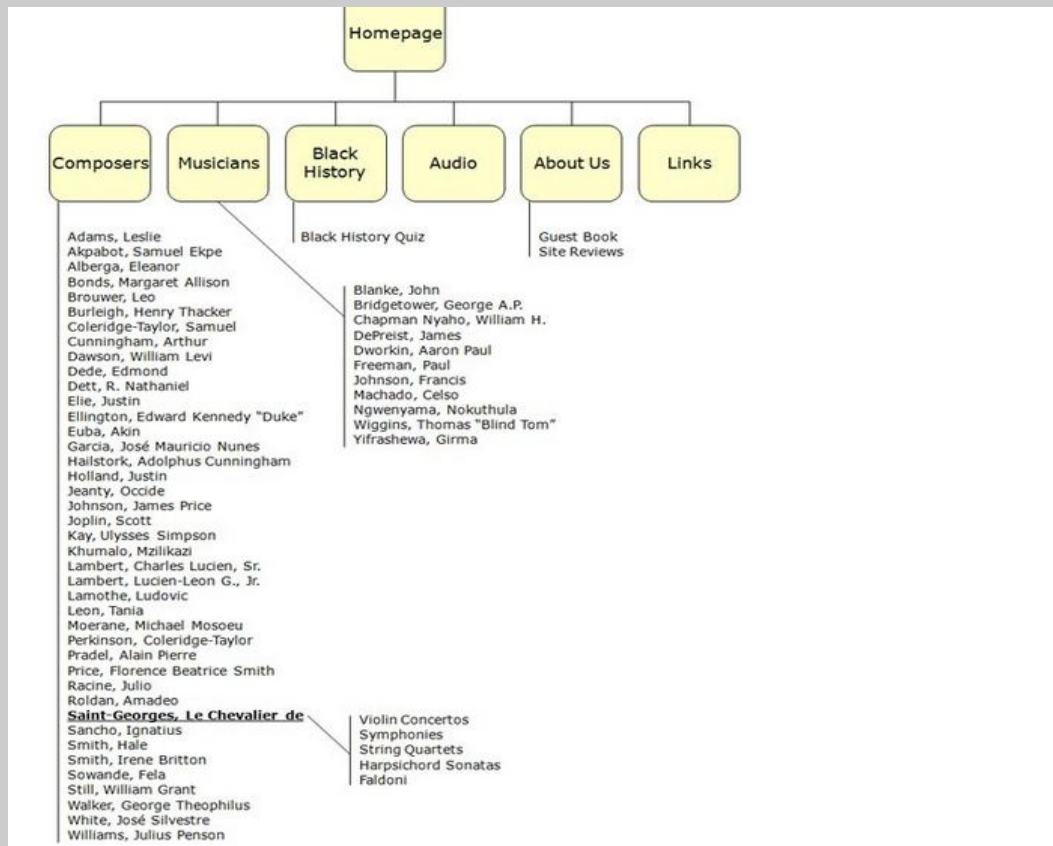 Homepage
Composers
Musicians
Black
History
Audio
About Us
Links
Adams, Leslie
Akpabot, Samuel Ekpe
Alberga, Eleanor
Bonds, Margaret Allison
Brouwer, Leo
Burleigh, Henry Thacker
Coleridge-Taylor, Samuel
Cunningham, Arthur
Dawson, William Levi
Dede, Edmond
Dett, R. Nathaniel
Elie, Justin
Ellington, Edward Kennedy “Duke”
Euba, Akin
Garcia, José Mauricio Nunes
Hailstork, Adolphus Cunningham
Holland, Justin
Jeanty, Occide
Johnson, James Price
Joplin, Scott
Kay, Ulysses Simpson
Khumalo, Mzilikazi
Lambert, Charles Lucien, Sr.
Lambert, Lucien-Leon G., Jr.
Lamothe, Ludovic
Leon, Tania
Moerane, Michael Mosoeu
Perkinson, Coleridge-Taylor
Pradel, Alain Pierre
Price, Florence Beatrice Smith
Racine, Julio
Roldan, Amadeo
Saint-Georges, Le Chevalier de
Sancho, Ignatius
Smith, Hale
Smith, Irene Britton
Sowande, Fela
Still, William Grant
Walker, George Theophilus
White, José Silvestre
Williams, Julius Penson
Black History Quiz
Guest Book
Site Reviews
Blanke, John
Bridgetower, George A.P.
Chapman Nyaho, William H.
DePreist, James
Dworkin, Aaron Paul
Freeman, Paul
Johnson, Francis
Machado, Celso
Ngwenyama, Nokuthula
Wiggins, Thomas “Blind Tom”
Yifrashewa, Girma
Violin Concertos
Symphonies
String Quartets
Harpsichord Sonatas
Faldoni